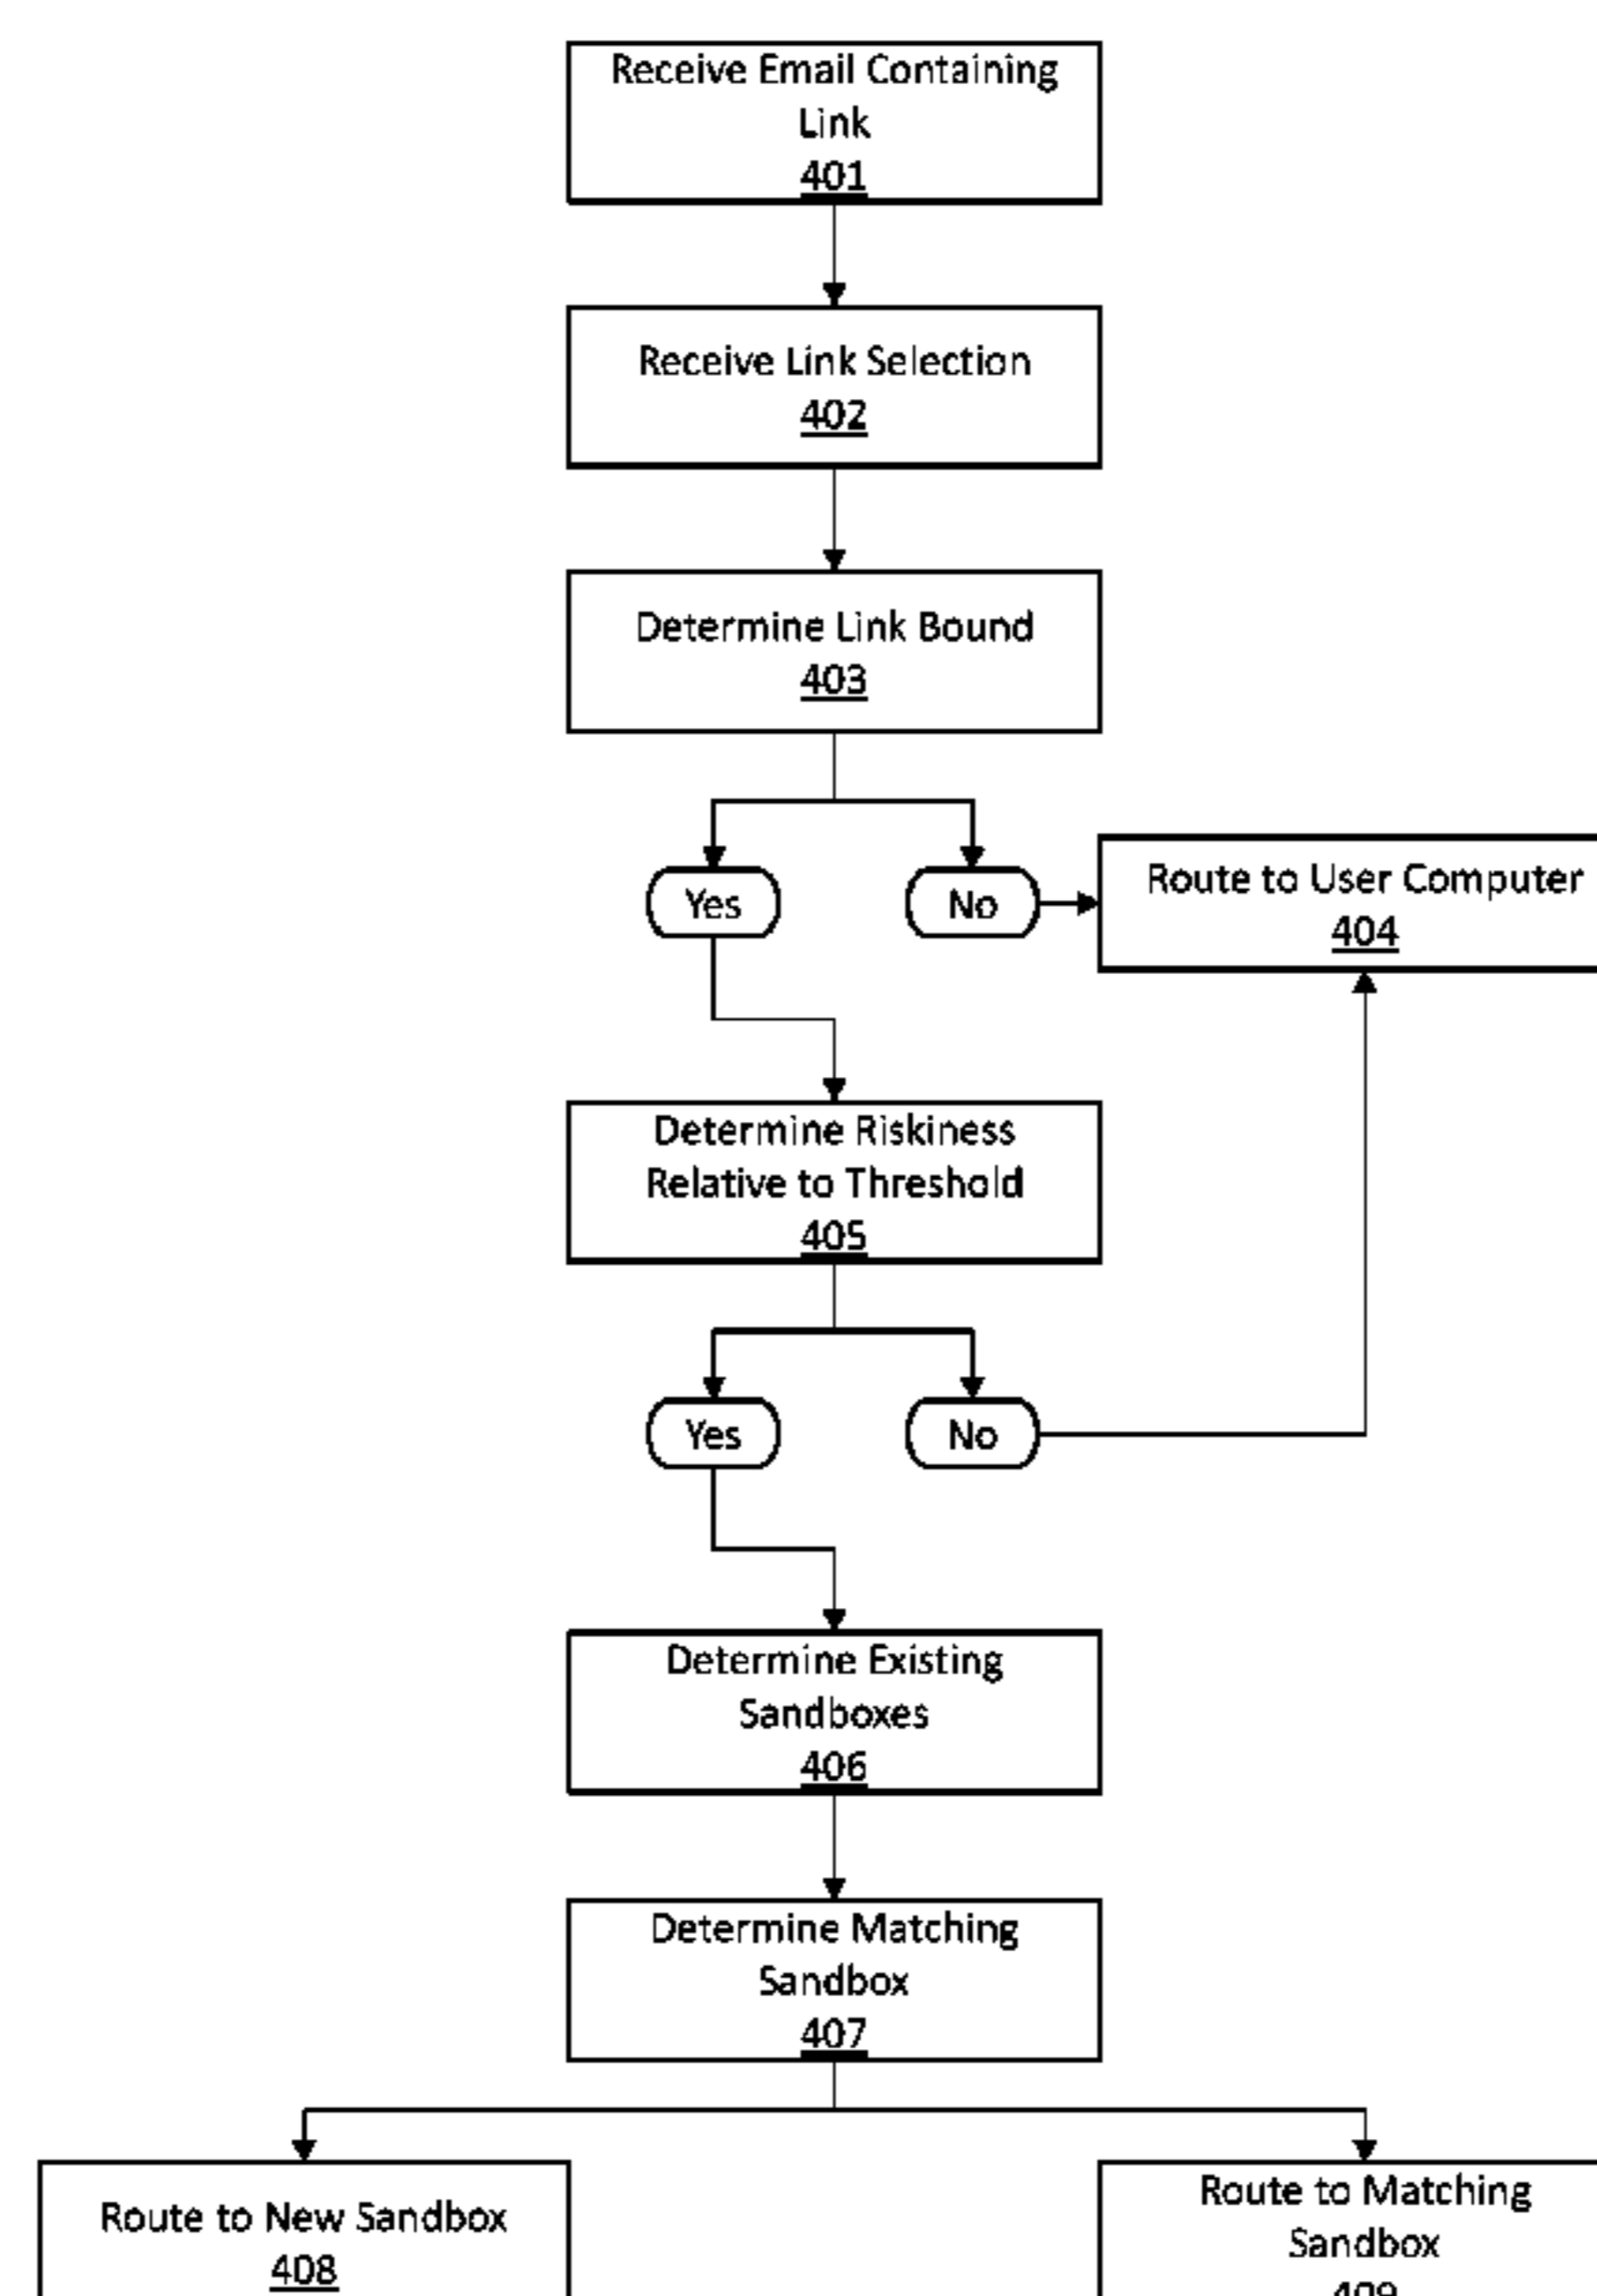 Receive Email Containing
Link
401
Receive Link Selection
402
Determine Link Bound
403
Yes
No
Route to User Computer
404
Determine Riskiness
Relative to Threshold
405
Yes
No
Determine Existing
Sandboxes
406
Determine Matching
Sandbox
407
Route to New Sandbox
408
Route to Matching
Sandbox
409